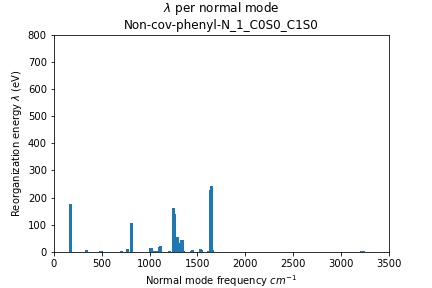 λ per normal mode
Non-cov-phenyl-N_1_C0S0_C1S0
Reorganization energy λ (eV)
800
700
600
500
400
300
200
100
0
0 500 1000 1500 2000 2500 3000 3500
Normal mode frequency cm⁻¹